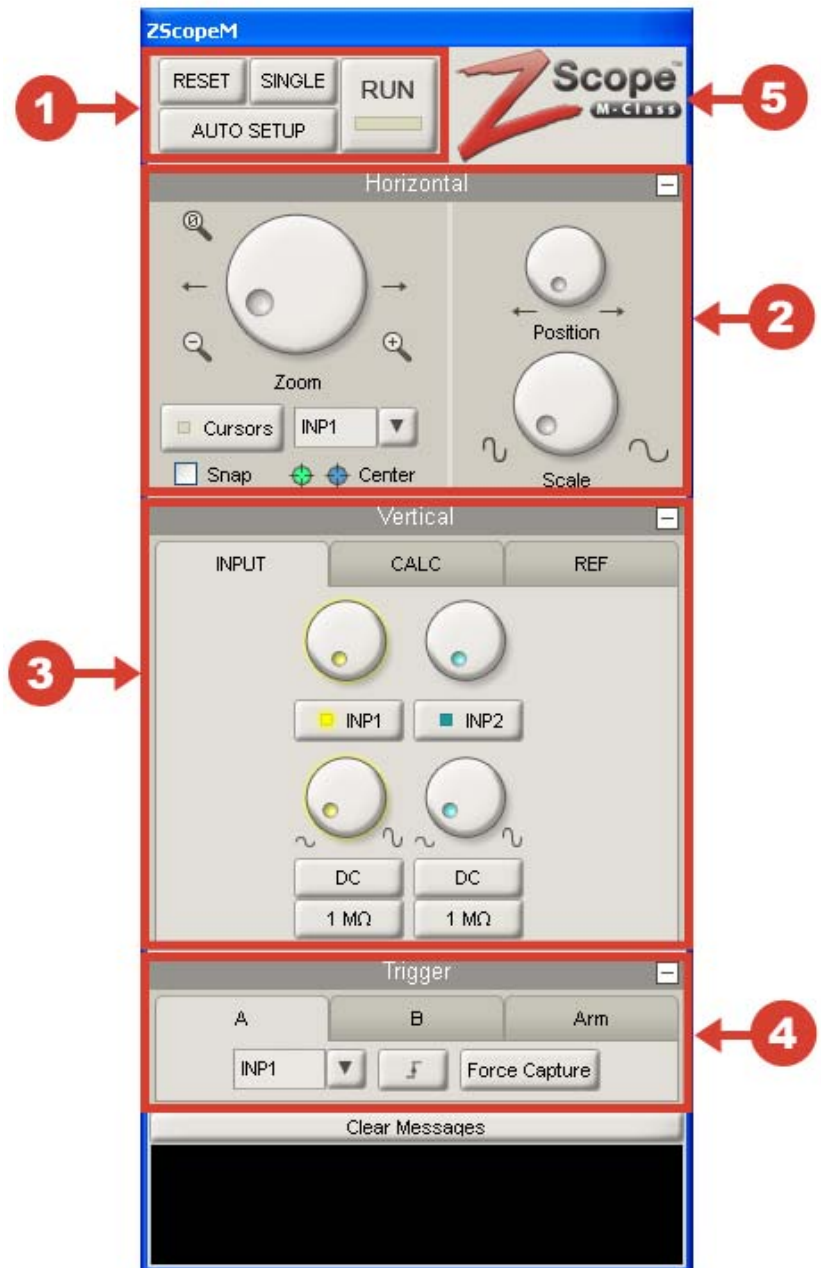 ZScopeM
RESET SINGLE RUN
AUTO SETUP
ZScope™
M-Class
1
5
Horizontal
Zoom
Position
Cursors INP1
Snap Center
Scale
2
Vertical
INPUT CALC REF
INP1 INP2
DC DC
1 MΩ 1 MΩ
3
Trigger
A B Arm
INP1 Force Capture
4
Clear Messages